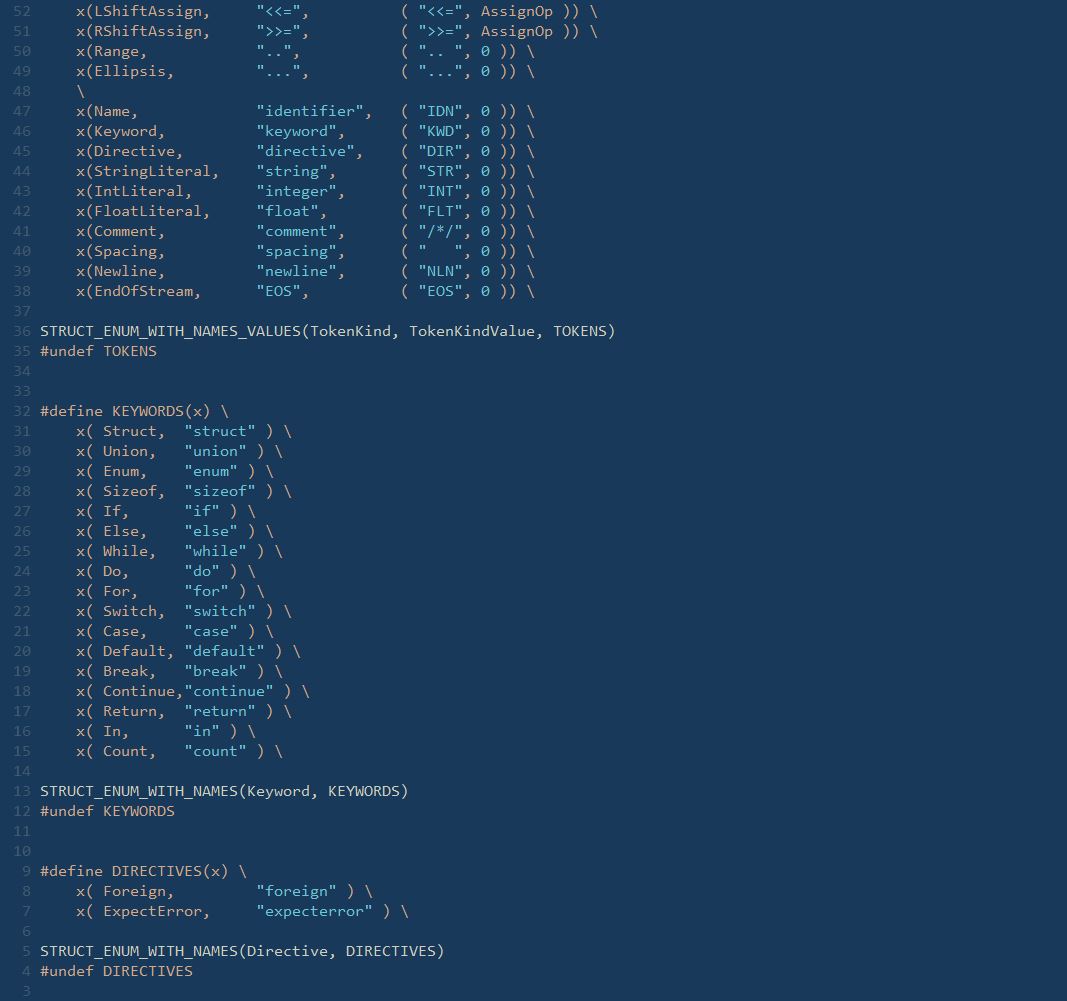 52     x(LShiftAssign,     "<<=",          ( "<<=", AssignOp )) \
51     x(RShiftAssign,     ">>=",          ( ">>=", AssignOp )) \
50     x(Range,            "..",           ( ".. ", 0 )) \
49     x(Ellipsis,         "...",          ( "...", 0 )) \
48     \
47     x(Name,             "identifier",   ( "IDN", 0 )) \
46     x(Keyword,          "keyword",      ( "KWD", 0 )) \
45     x(Directive,        "directive",    ( "DIR", 0 )) \
44     x(StringLiteral,    "string",       ( "STR", 0 )) \
43     x(IntLiteral,       "integer",      ( "INT", 0 )) \
42     x(FloatLiteral,     "float",        ( "FLT", 0 )) \
41     x(Comment,          "comment",      ( "/*/", 0 )) \
40     x(Spacing,          "spacing",      ( "   ", 0 )) \
39     x(Newline,          "newline",      ( "NLN", 0 )) \
38     x(EndOfStream,      "EOS",          ( "EOS", 0 )) \
37
36 STRUCT_ENUM_WITH_NAMES_VALUES(TokenKind, TokenKindValue, TOKENS)
35 #undef TOKENS
34
33
32 #define KEYWORDS(x) \
31     x( Struct,  "struct" ) \
30     x( Union,   "union" ) \
29     x( Enum,    "enum" ) \
28     x( Sizeof,  "sizeof" ) \
27     x( If,      "if" ) \
26     x( Else,    "else" ) \
25     x( While,   "while" ) \
24     x( Do,      "do" ) \
23     x( For,     "for" ) \
22     x( Switch,  "switch" ) \
21     x( Case,    "case" ) \
20     x( Default, "default" ) \
19     x( Break,   "break" ) \
18     x( Continue,"continue" ) \
17     x( Return,  "return" ) \
16     x( In,      "in" ) \
15     x( Count,   "count" ) \
14
13 STRUCT_ENUM_WITH_NAMES(Keyword, KEYWORDS)
12 #undef KEYWORDS
11
10
9 #define DIRECTIVES(x) \
8     x( Foreign,         "foreign" ) \
7     x( ExpectError,     "expecterror" ) \
6
5 STRUCT_ENUM_WITH_NAMES(Directive, DIRECTIVES)
4 #undef DIRECTIVES
3